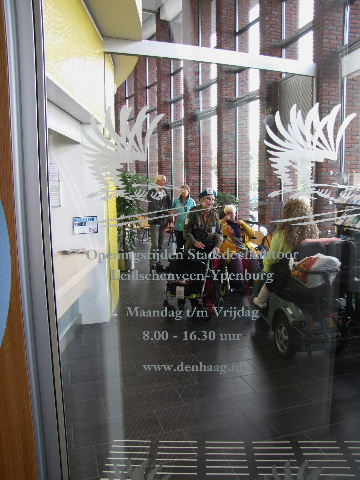 Openingstijden Stadsdeelkantoor
Leidschenveen-Ypenburg
Maandag t/m Vrijdag
8.00 - 16.30 uur
www.denhaag.nl